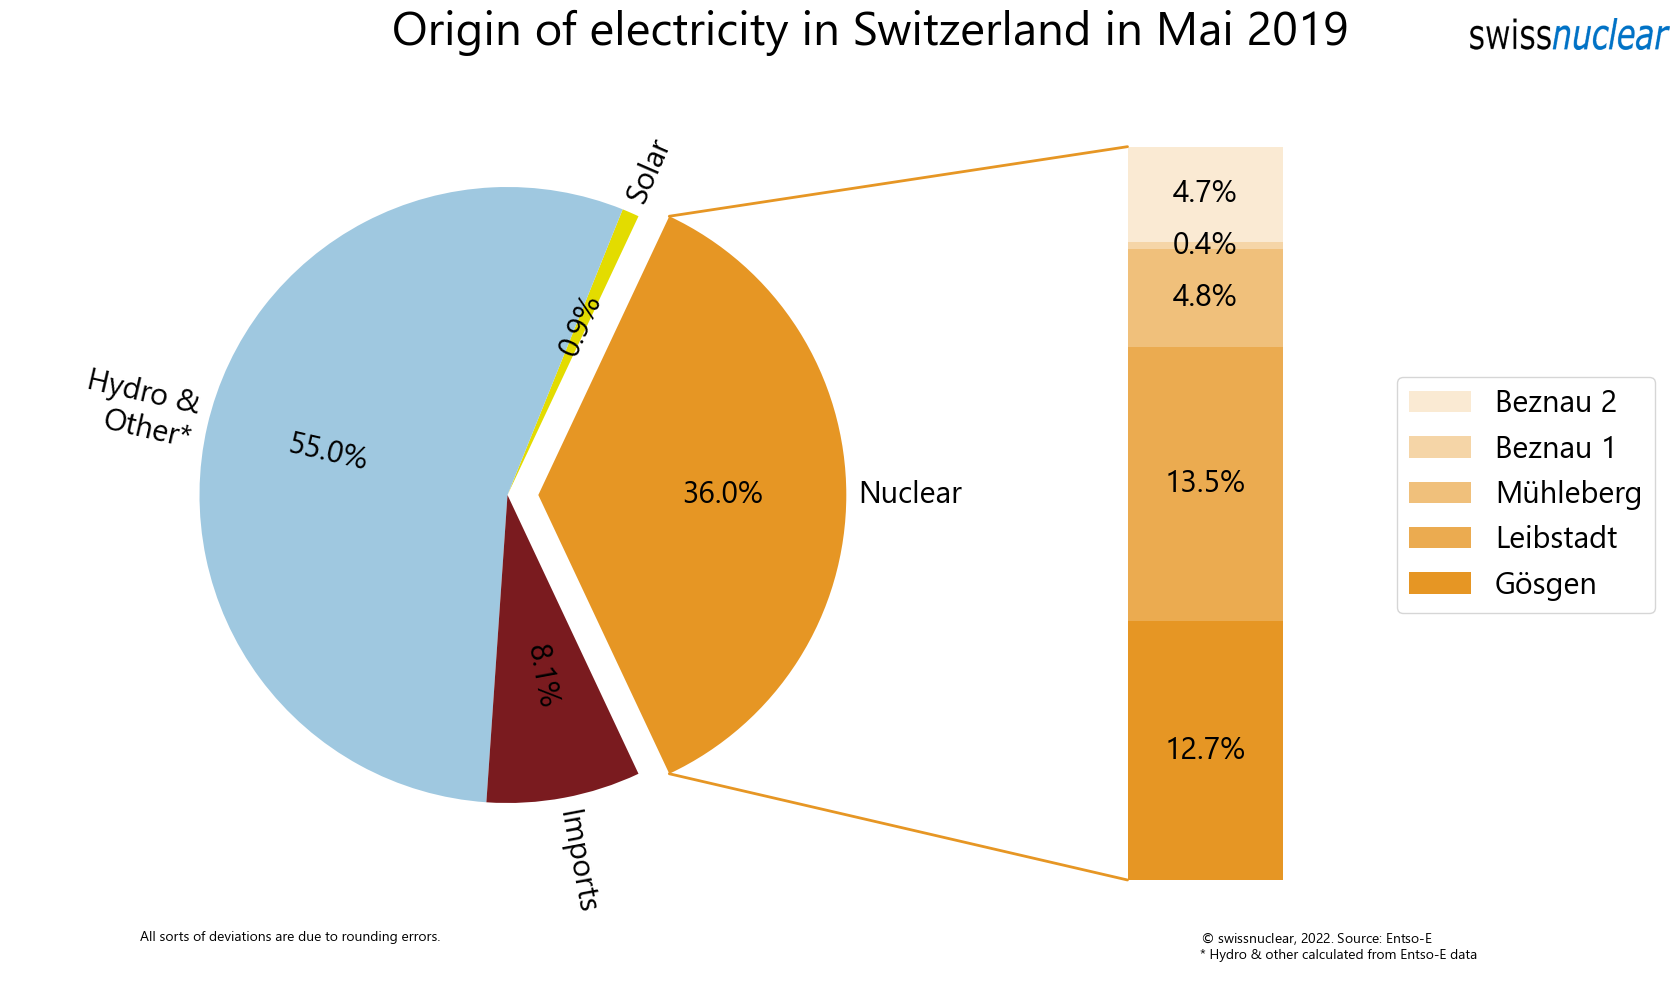 Origin of electricity in Switzerland in Mai 2019
swissnuclear
Solar
0.9%
Hydro &
Other*
55.0%
36.0%
Nuclear
8.1%
Imports
4.7%
0.4%
4.8%
13.5%
12.7%
Beznau 2
Beznau 1
Mühleberg
Leibstadt
Gösgen
All sorts of deviations are due to rounding errors.
© swissnuclear, 2022. Source: Entso-E
* Hydro & other calculated from Entso-E data